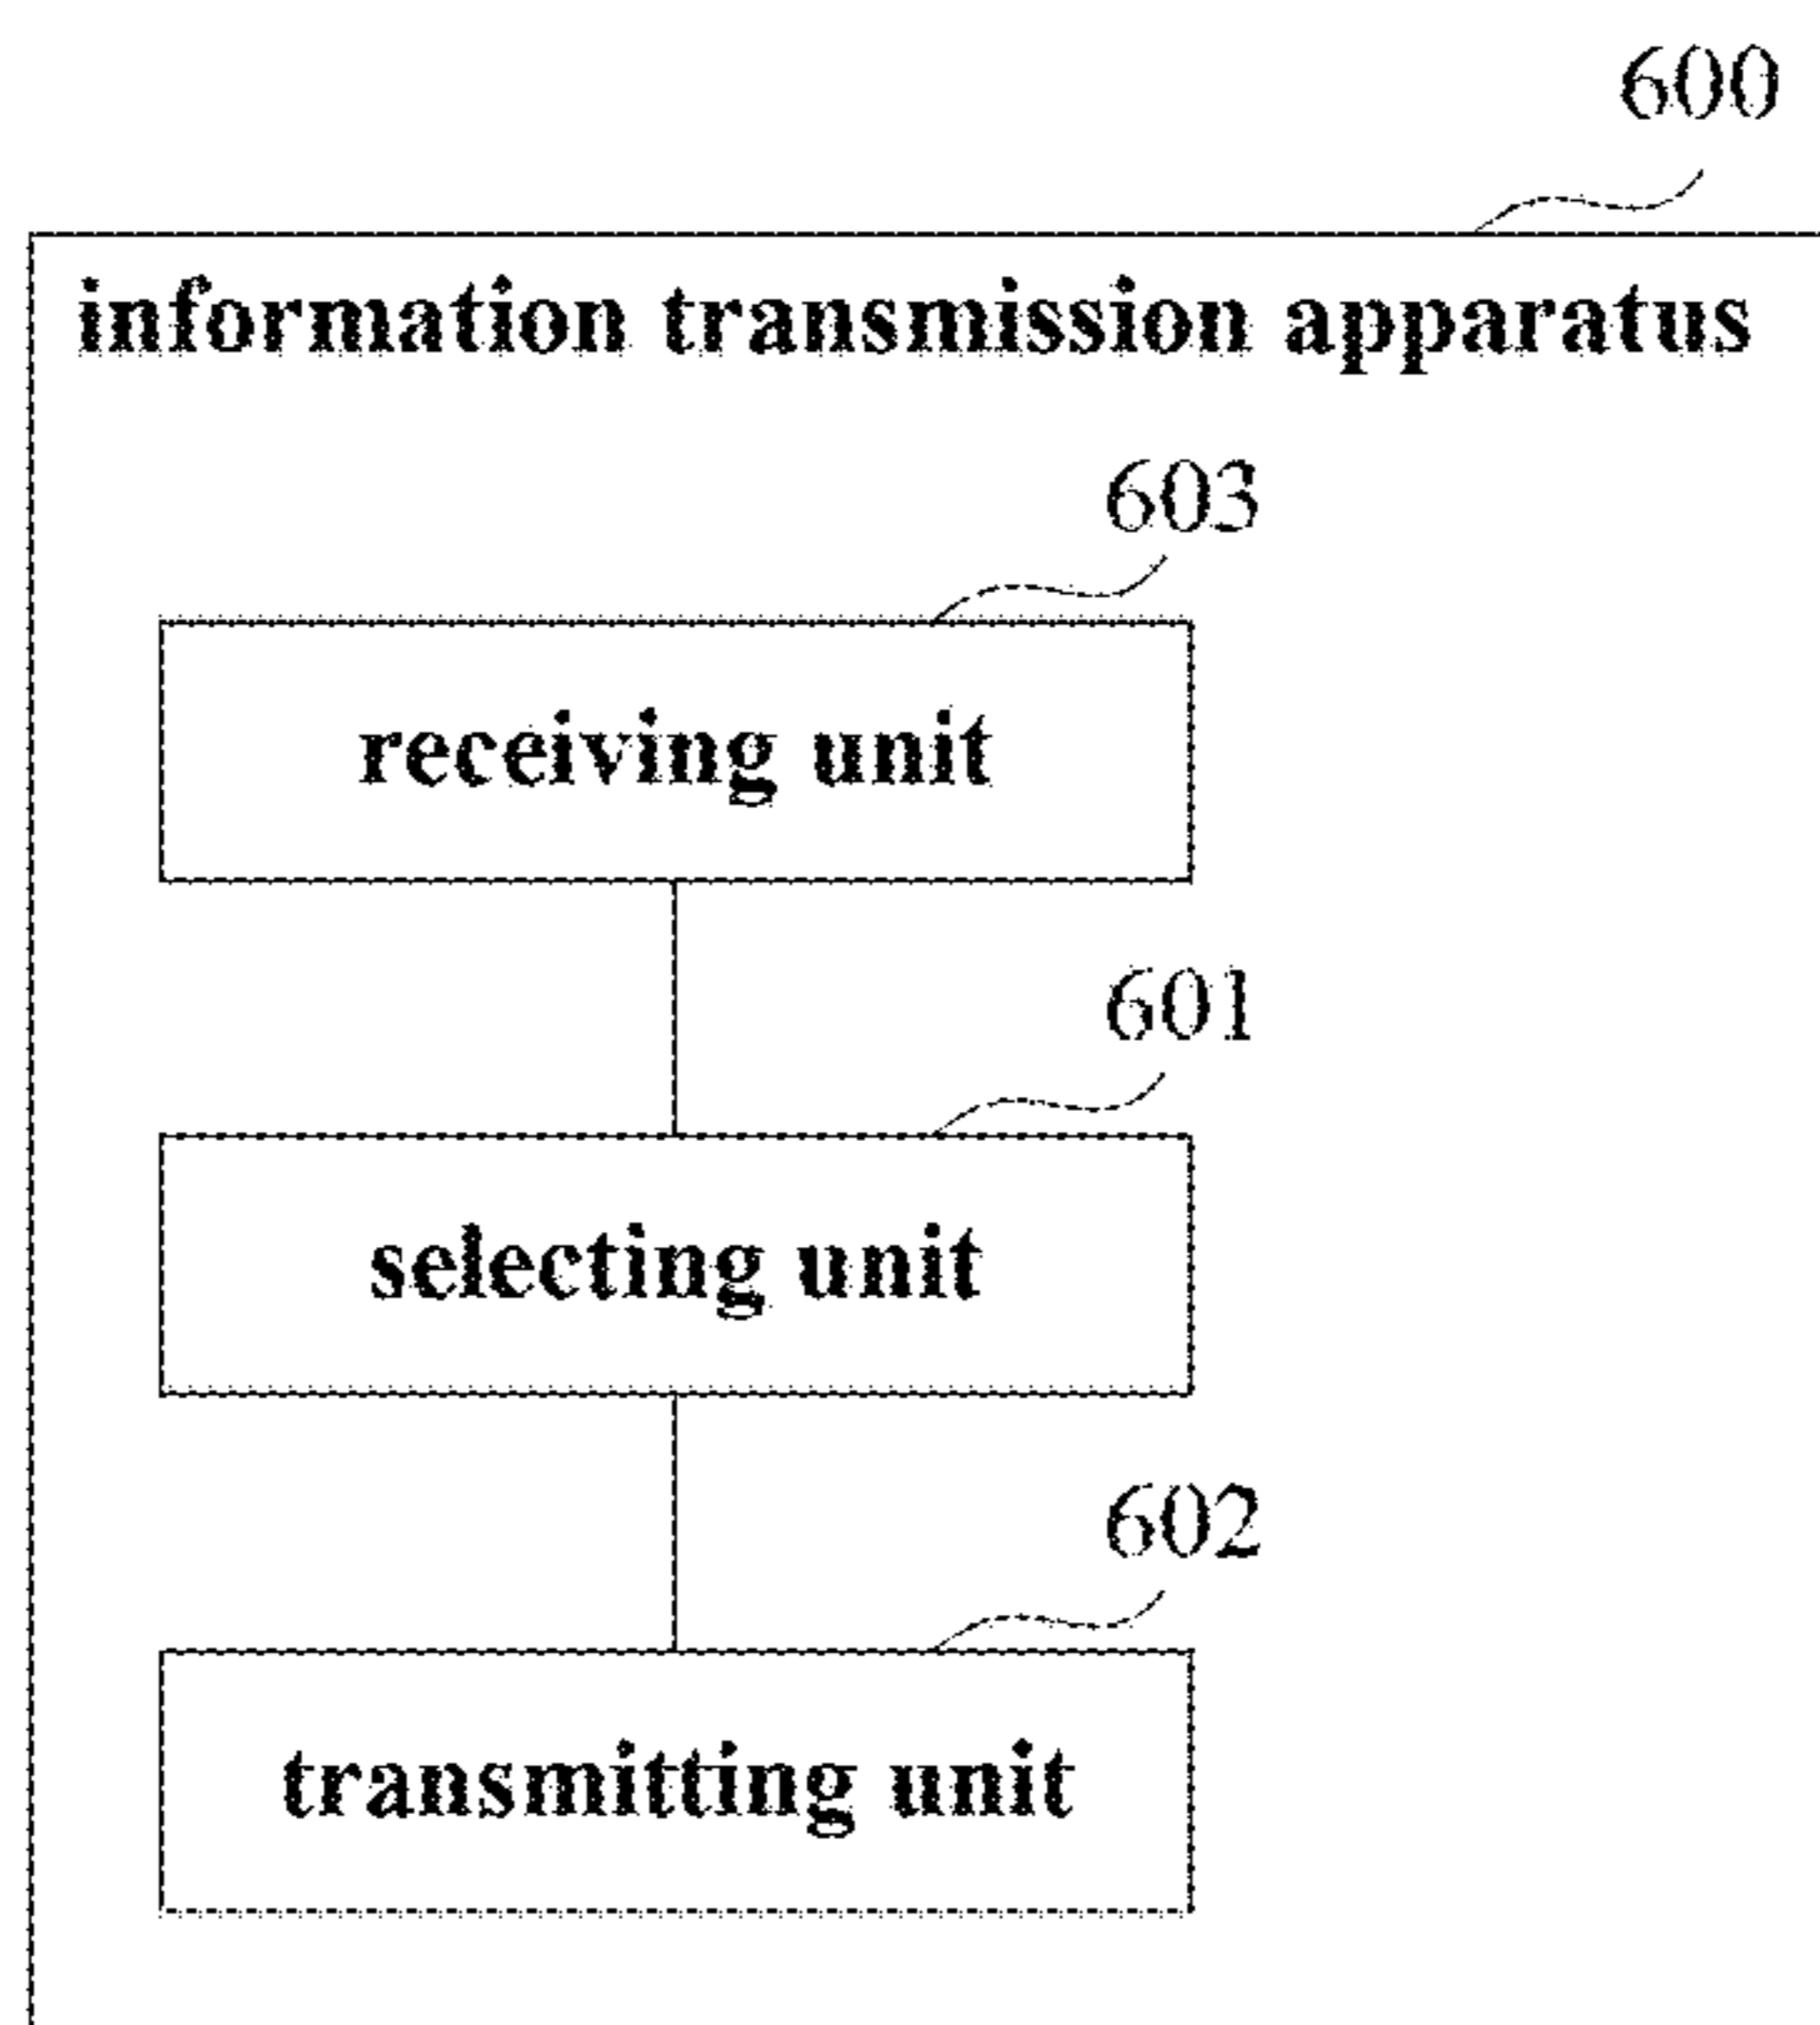 600
information transmission apparatus
603
receiving unit
601
selecting unit
602
transmitting unit